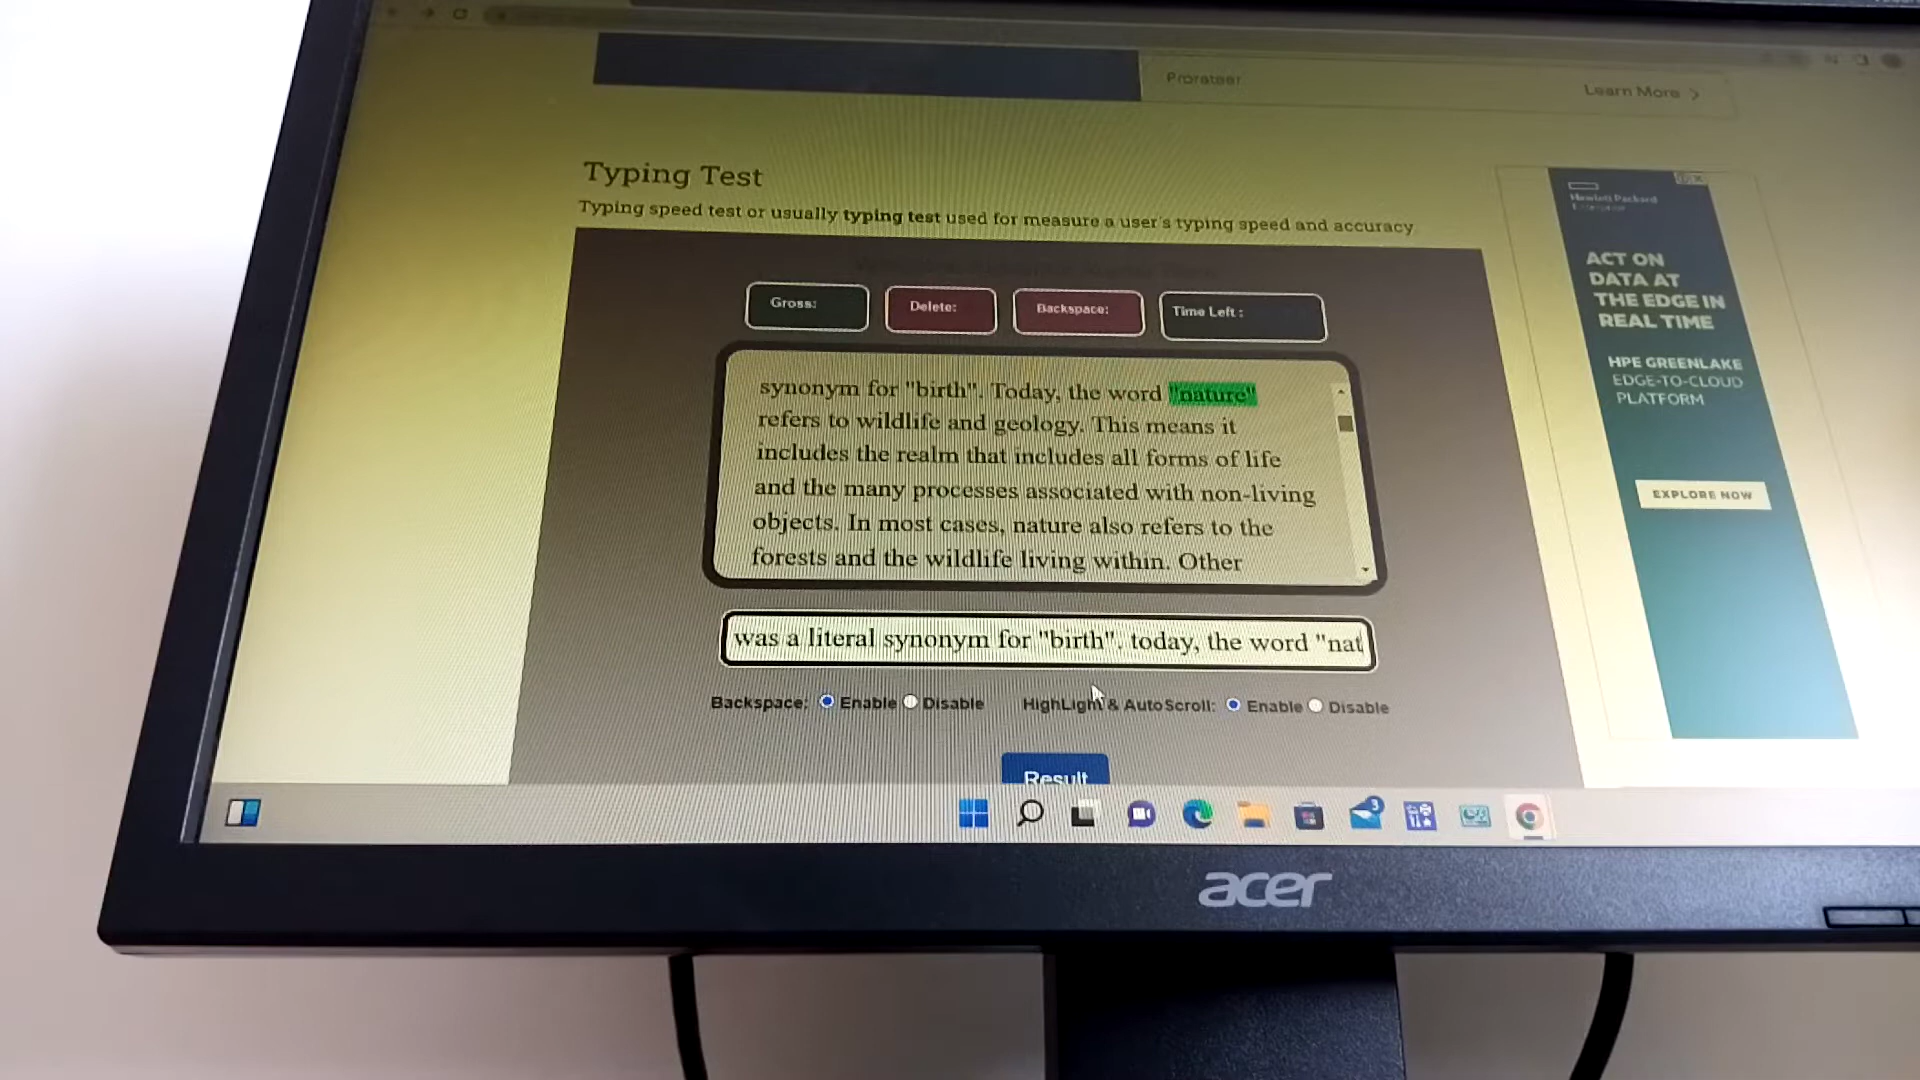 Prorateer
Learn More >
Typing Test
Typing speed test or usually typing test used for measure a user's typing speed and accuracy
Gross:
Delete:
Backspace:
Time Left :
synonym for "birth". Today, the word "nature"
refers to wildlife and geology. This means it
includes the realm that includes all forms of life
and the many processes associated with non-living
objects. In most cases, nature also refers to the
forests and the wildlife living within. Other
was a literal synonym for "birth". today, the word "nat
Backspace: Enable Disable HighLight & AutoScroll: Enable Disable
Result
Hewlett Packard
Enterprise
ACT ON
DATA AT
THE EDGE IN
REAL TIME
HPE GREENLAKE
EDGE-TO-CLOUD
PLATFORM
EXPLORE NOW
3
acer